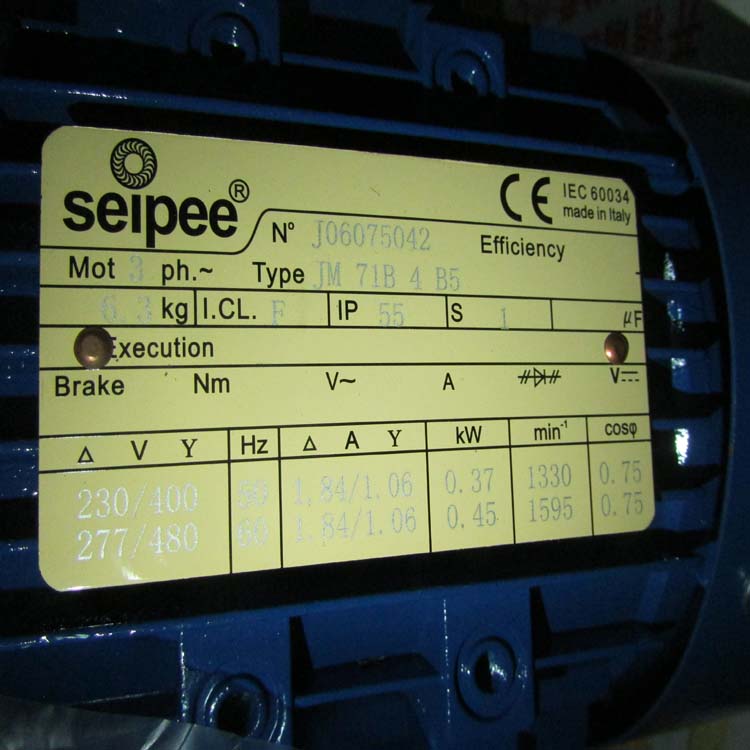 seipee®
CE IEC 60034
made in Italy
N° J06075042 Efficiency
Mot 3 ph.~ Type JM 71B 4 B5
6.3 kg I.CL. F IP 55 S 1 µF
Execution
Brake Nm V~ A V
Δ V Y Hz Δ A Y kW min⁻¹ cosφ
230/400 50 1.84/1.06 0.37 1330 0.75
277/480 60 1.84/1.06 0.45 1595 0.75